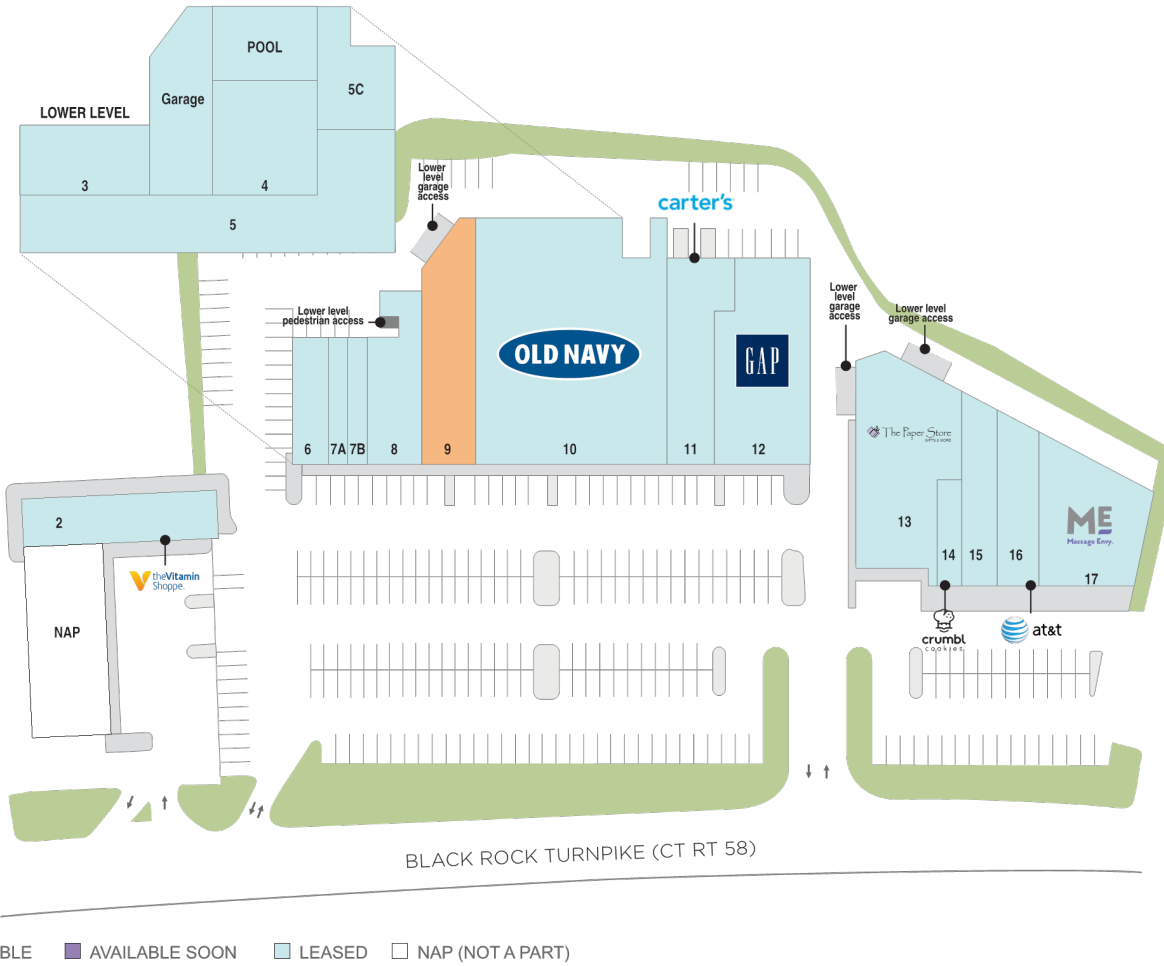 POOL
5C
Garage
LOWER LEVEL
3
4
5
Lower
level
garage
access
carter's
Lower level
pedestrian access
OLD NAVY
GAP
6
7A
7B
8
9
10
11
12
Lower
level
garage
access
Lower level
garage access
The Paper Store
GIFTS & MORE
13
14
15
16
ME
Massage Envy.
17
crumbl
cookies
at&t
2
theVitamin
Shoppe.
NAP
BLACK ROCK TURNPIKE (CT RT 58)
BLE
AVAILABLE SOON
LEASED
NAP (NOT A PART)